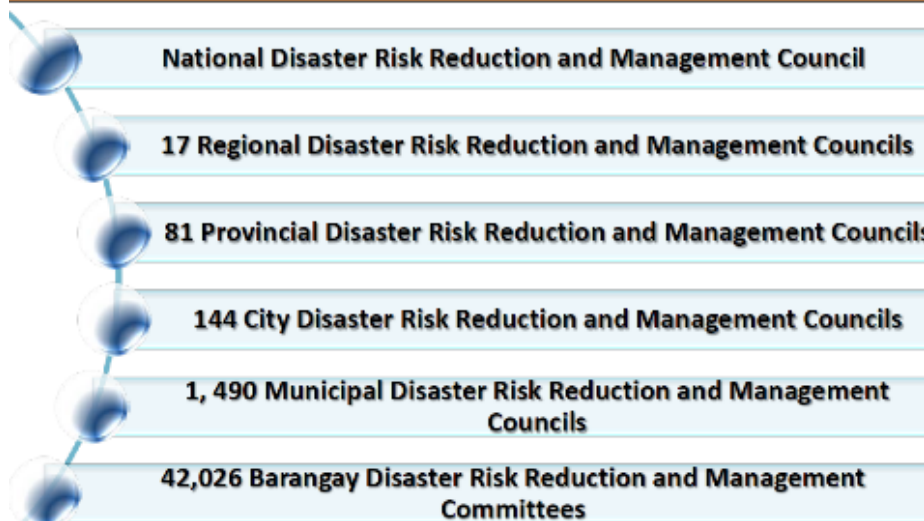 National Disaster Risk Reduction and Management Council
17 Regional Disaster Risk Reduction and Management Councils
81 Provincial Disaster Risk Reduction and Management Councils
144 City Disaster Risk Reduction and Management Councils
1, 490 Municipal Disaster Risk Reduction and Management
Councils
42,026 Barangay Disaster Risk Reduction and Management
Committees